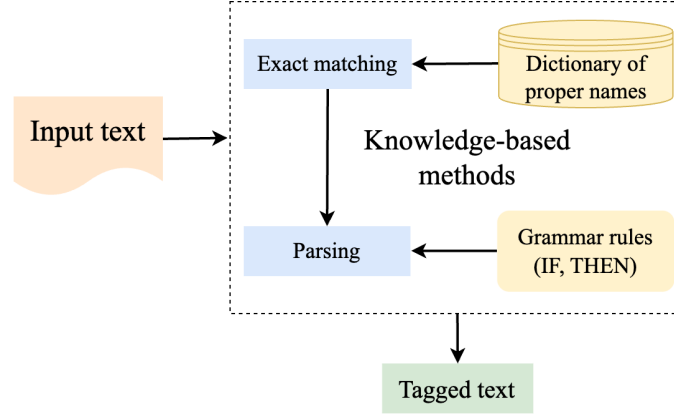 Exact matching
Dictionary of
proper names
Input text
Knowledge-based
methods
Parsing
Grammar rules
(IF, THEN)
Tagged text